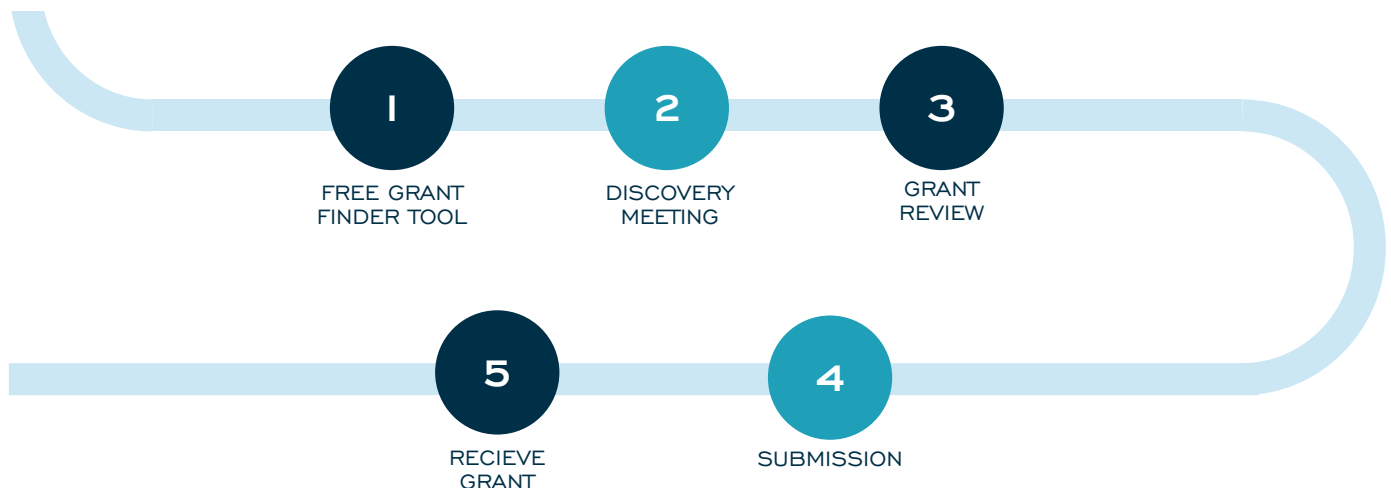 1
2
3
FREE GRANT
FINDER TOOL
DISCOVERY
MEETING
GRANT
REVIEW
5
4
RECIEVE
GRANT
SUBMISSION